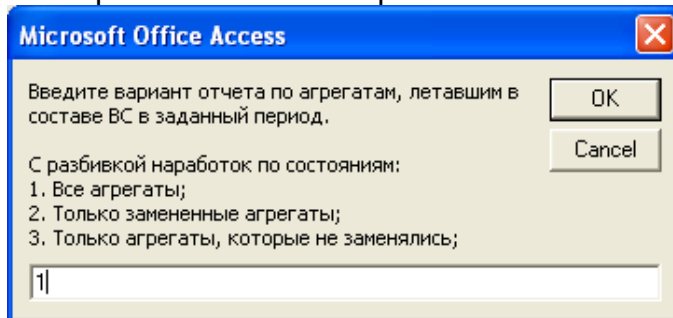 Microsoft Office Access
Введите вариант отчета по агрегатам, летавшим в
составе ВС в заданный период.
OK
Cancel
С разбивкой наработок по состояниям:
1. Все агрегаты;
2. Только замененные агрегаты;
3. Только агрегаты, которые не заменялись;
1